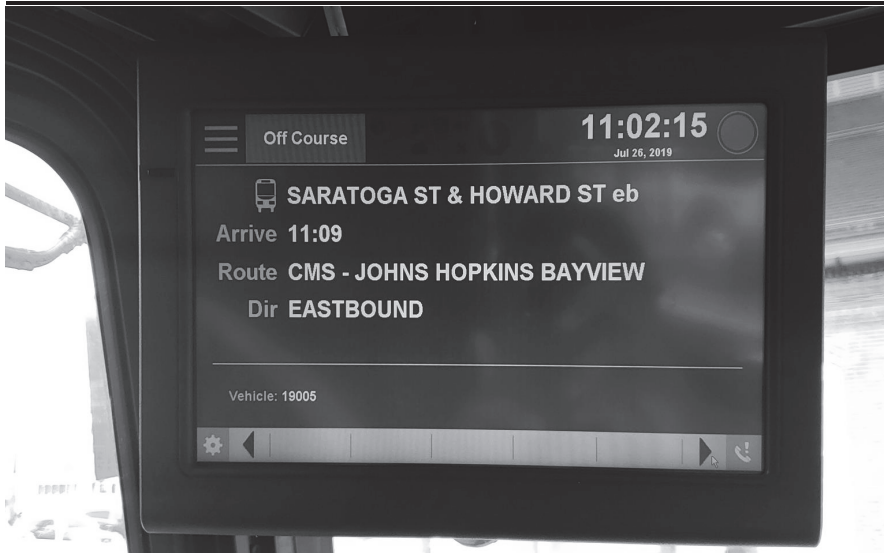 Off Course
11:02:15
Jul 26, 2019
SARATOGA ST & HOWARD ST eb
Arrive 11:09
Route CMS - JOHNS HOPKINS BAYVIEW
Dir EASTBOUND
Vehicle: 19005